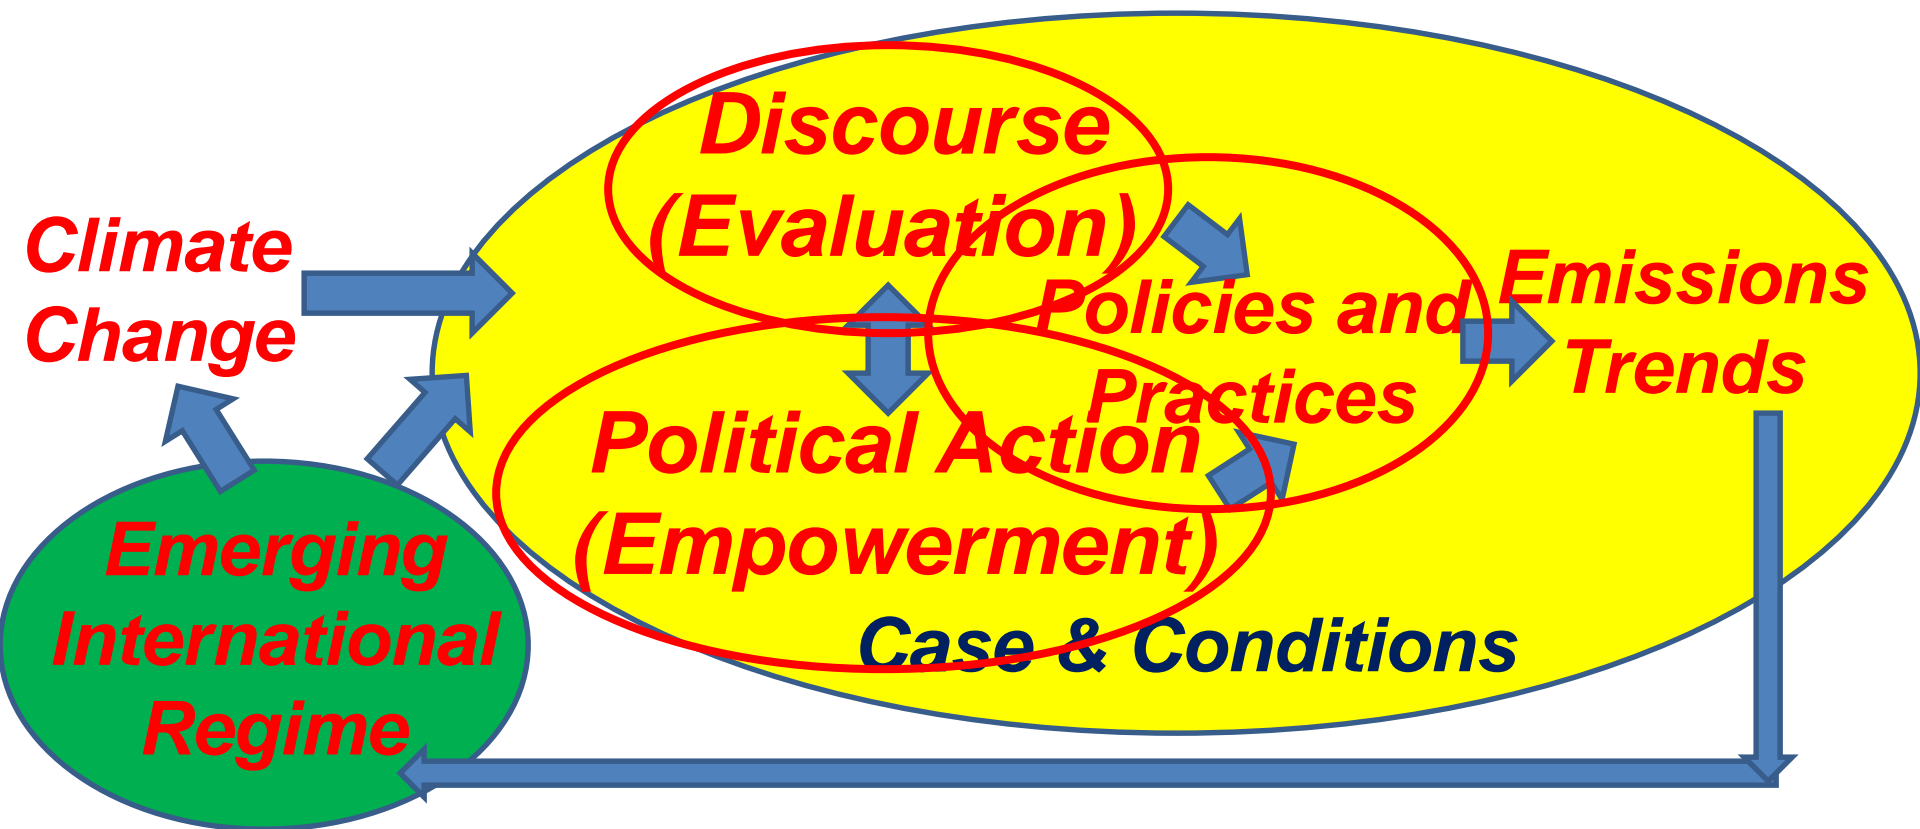 Discourse
(Evaluation)
Climate
Change
Policies and
Practices
Emissions
Trends
Political Action
(Empowerment)
Emerging
International
Regime
Case & Conditions